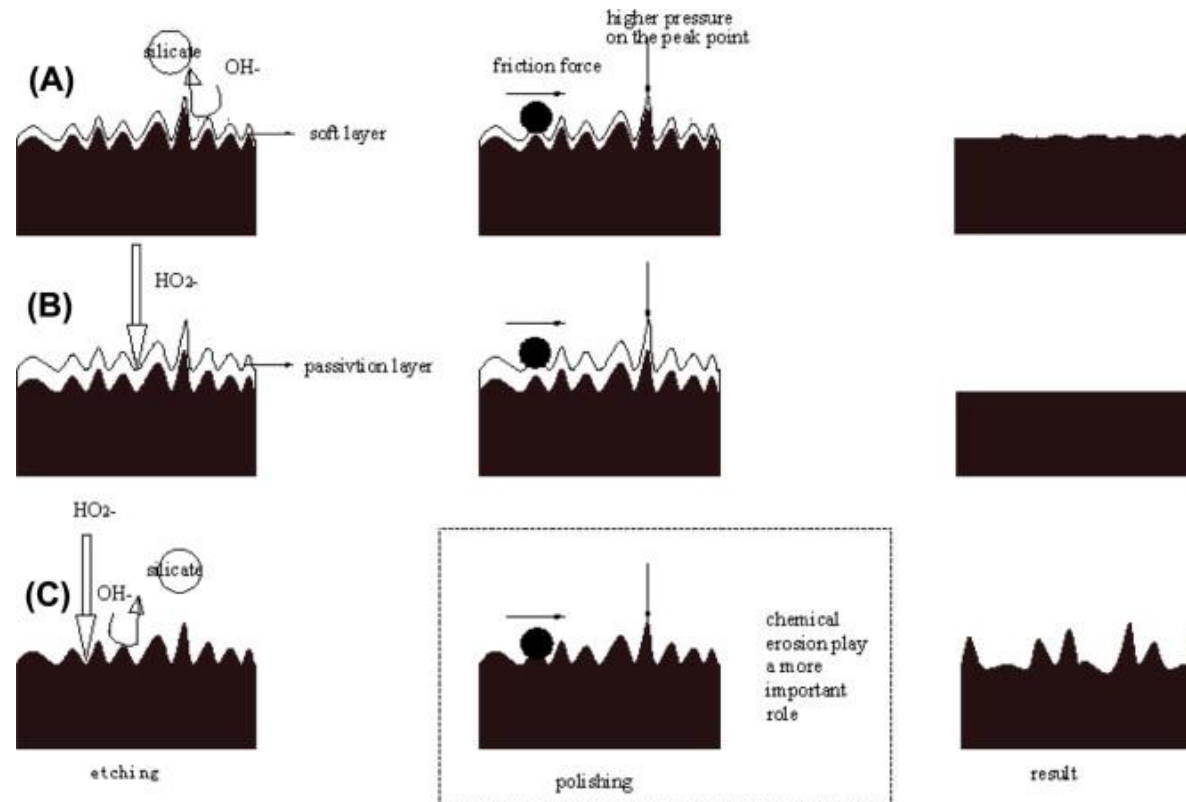 (A)
silicate
OH-
soft layer
friction force
higher pressure
on the peak point
(B)
HO2-
passivtion layer
(C)
HO2-
OH-
silicate
etching
polishing
chemical
erosion play
a more
important
role
result